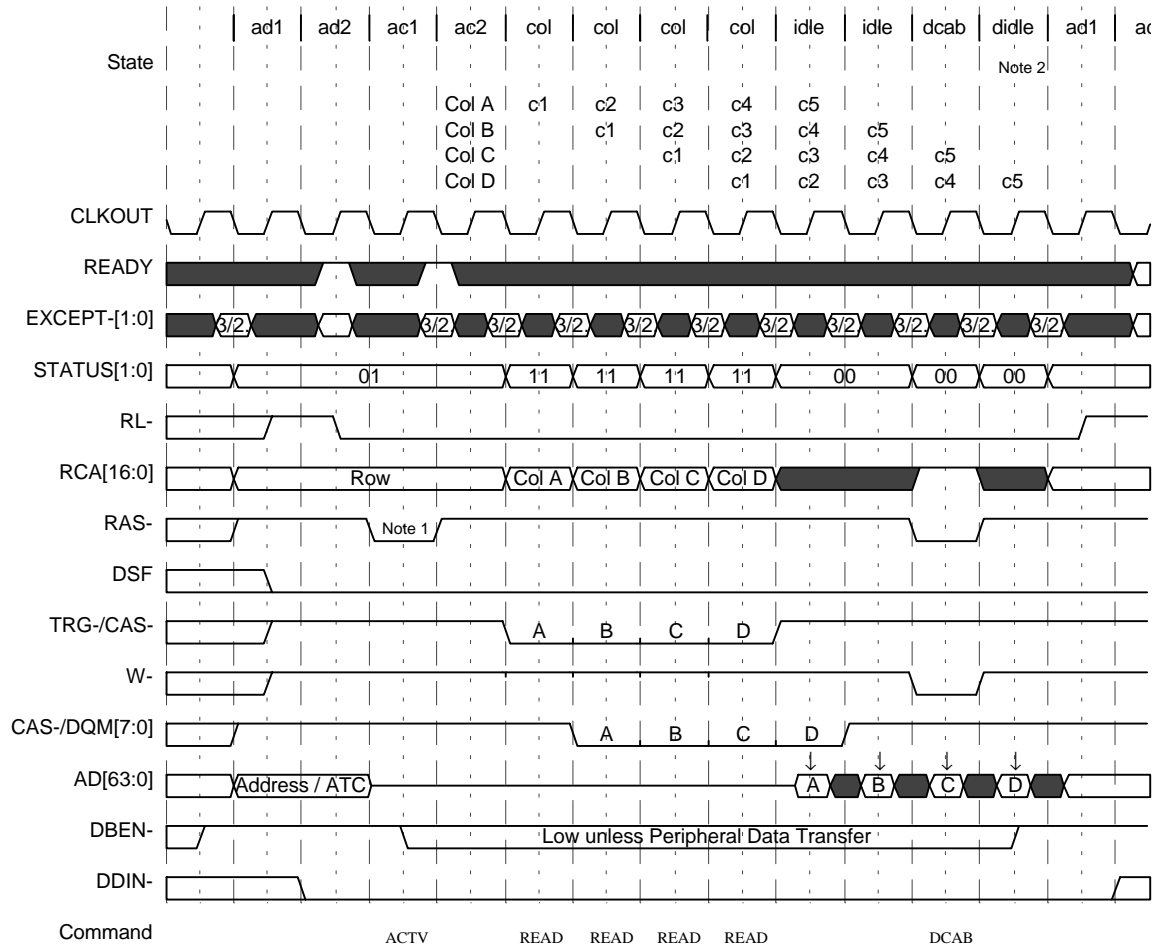 ad1 ad2 ac1 ac2 col col col col idle idle dcab didle ad1
State Note 2
Col A c1 c2 c3 c4 c5
Col B c1 c2 c3 c4 c5
Col C c1 c2 c3 c4 c5
Col D c1 c2 c3 c4 c5
CLKOUT
READY
EXCEPT-[1:0] 3/2. 3/2. 3/2. 3/2. 3/2 3/2 3/2. 3/2. 3/2. 3/2. 3/2
STATUS[1:0] 01 11 11 11 11 00 00 00
RL-
RCA[16:0] Row Col A Col B Col C Col D
RAS- Note 1
DSF
TRG-/CAS- A B C D
W-
CAS-/DQM[7:0] A B C D
AD[63:0] Address / ATC A B C D
DBEN- Low unless Peripheral Data Transfer
DDIN-
Command ACTV READ READ READ READ DCAB